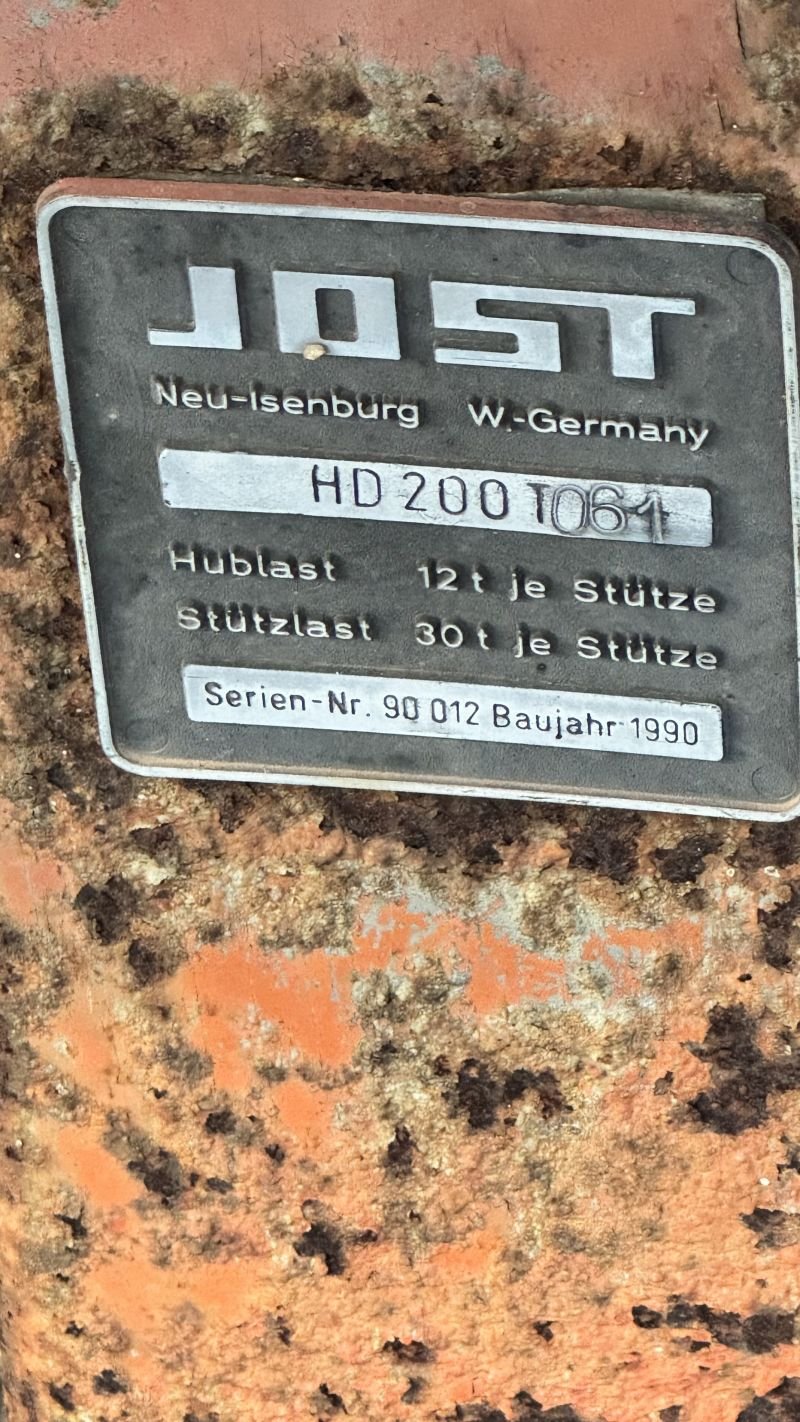 JOST
Neu-Isenburg W.-Germany
HD 200 T061
Hublast 12 t je Stütze
Stützlast 30 t je Stütze
Serien-Nr. 90 012 Baujahr 1990